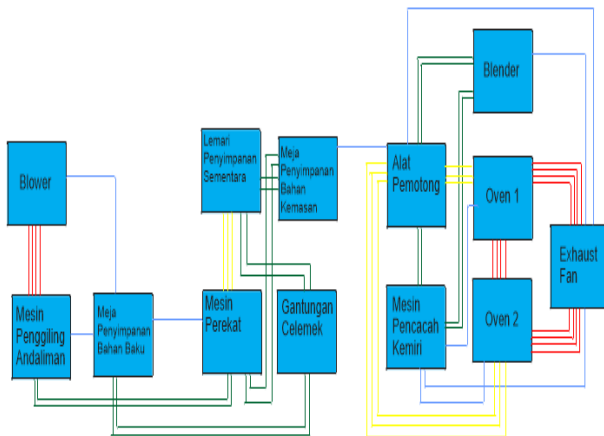 Blender
Lemari
Penyimpanan
Sementara
Meja
Penyimpanan
Bahan
Kemasan
Alat
Pemotong
Blower
Oven 1
Exhaust
Fan
Mesin
Penggiling
Andaliman
Meja
Penyimpanan
Bahan Baku
Mesin
Perekat
Gantungan
Celemek
Mesin
Pencacah
Kemiri
Oven 2